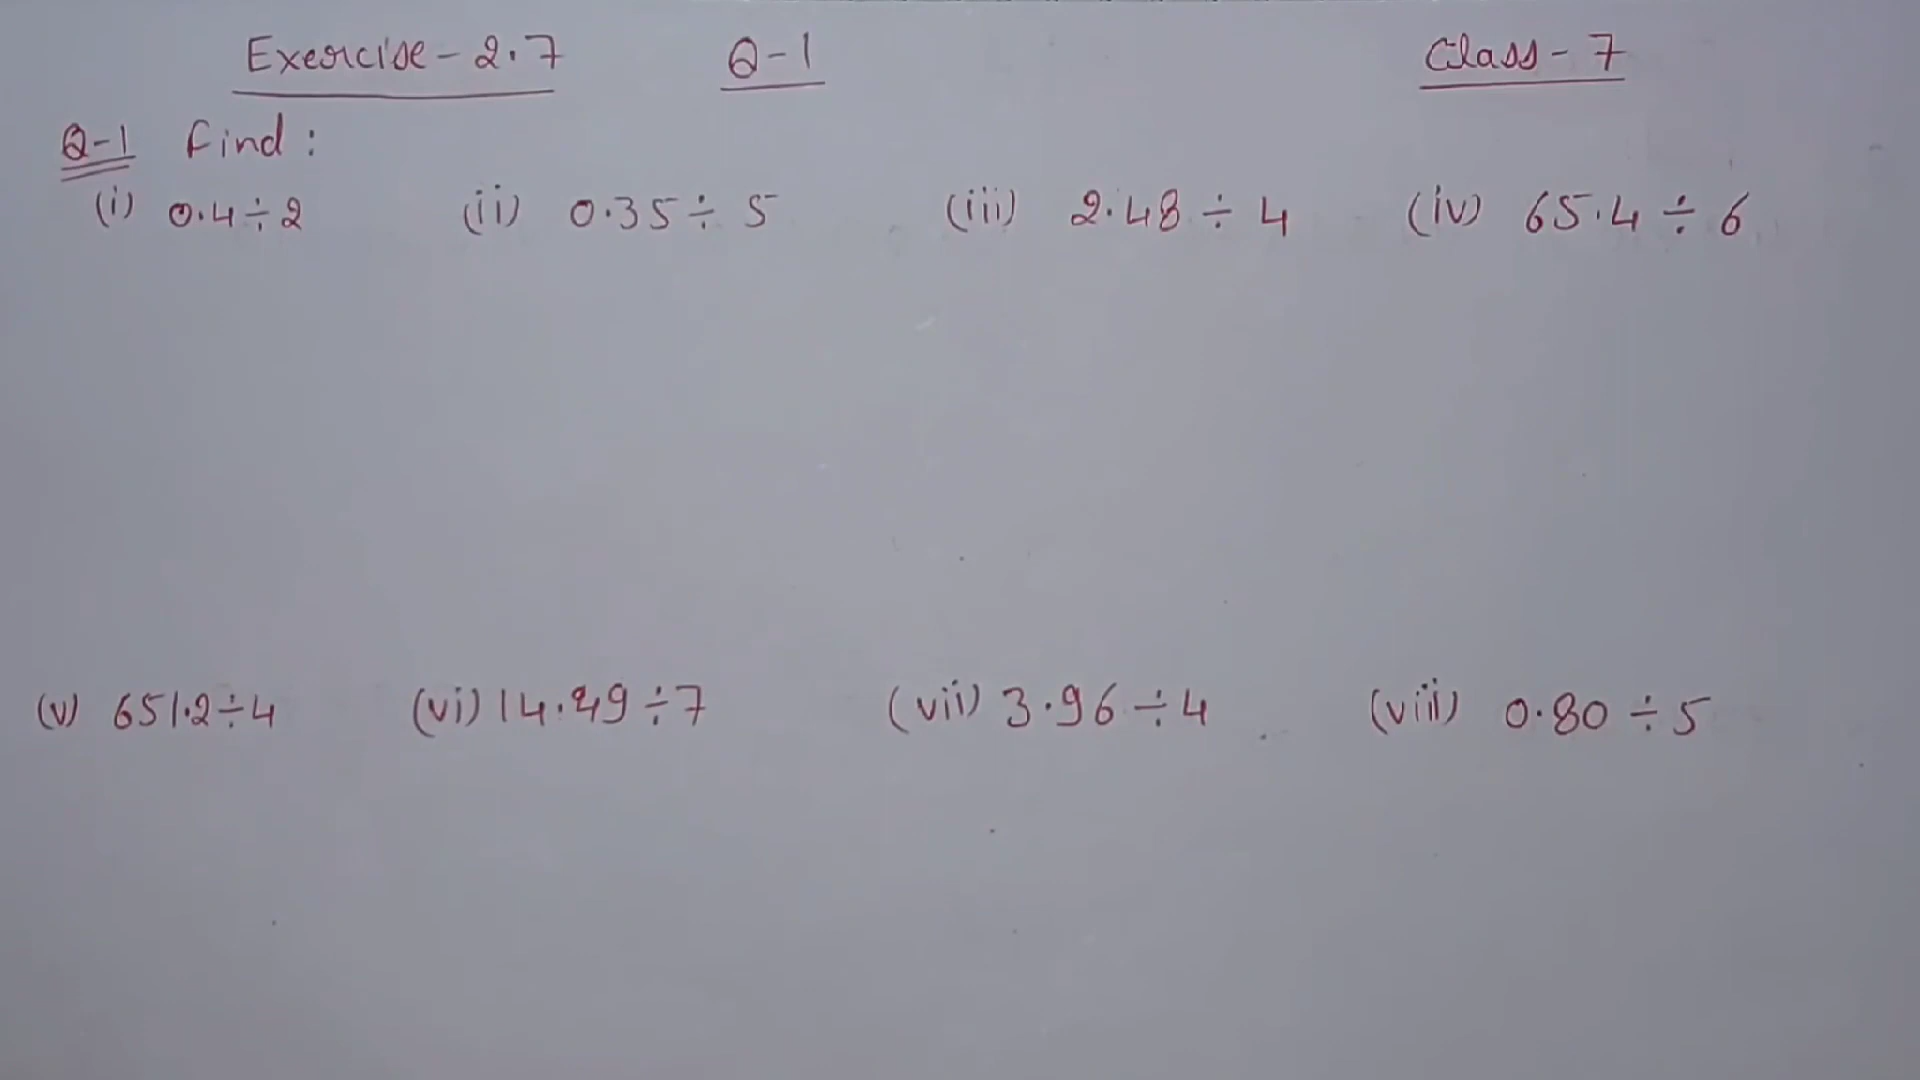 Exercise-2.7 Q-1 Class-7
Q-1 Find :
(i) 0.4÷2 (ii) 0.35÷ 5 (iii) 2.48 ÷ 4 (iv) 65.4 ÷ 6
(v) 651.2÷4 (vi) 14.49÷7 (vii) 3.96÷4 (viii) 0.80 ÷5